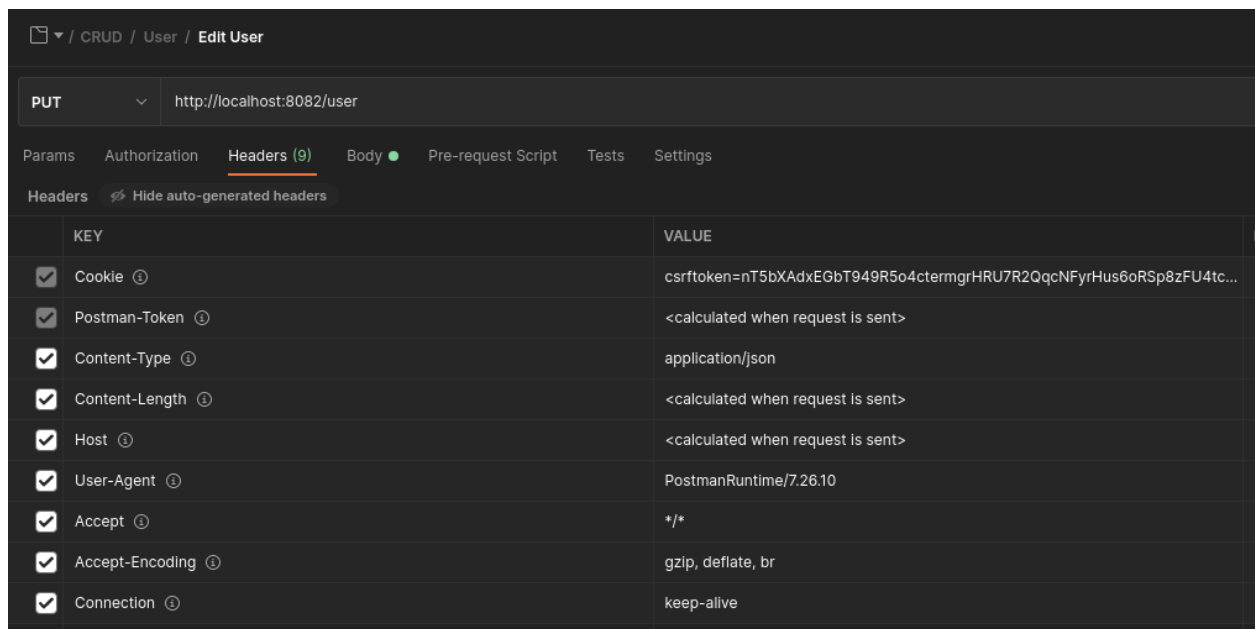 / CRUD / User / Edit User
PUT http://localhost:8082/user
Params Authorization Headers (9) Body Pre-request Script Tests Settings
Headers Hide auto-generated headers
KEY VALUE
Cookie csrftoken=nT5bXAdxEGbT949R5o4ctermgrHRU7R2QqcNFyrHus6oRSp8zFU4tc...
Postman-Token <calculated when request is sent>
Content-Type application/json
Content-Length <calculated when request is sent>
Host <calculated when request is sent>
User-Agent PostmanRuntime/7.26.10
Accept */*
Accept-Encoding gzip, deflate, br
Connection keep-alive